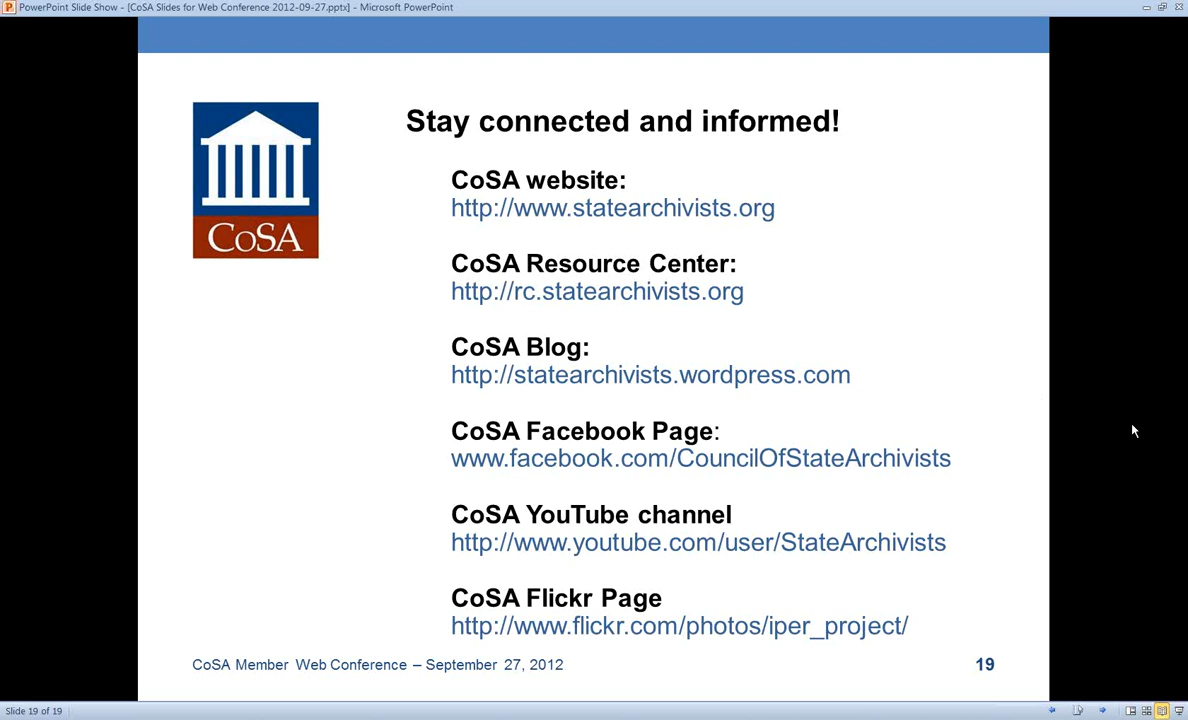 PowerPoint Slide Show - [CoSA Slides for Web Conference 2012-09-27.pptx] - Microsoft PowerPoint
CoSA
Stay connected and informed!
CoSA website:
http://www.statearchivists.org
CoSA Resource Center:
http://rc.statearchivists.org
CoSA Blog:
http://statearchivists.wordpress.com
CoSA Facebook Page:
www.facebook.com/CouncilOfStateArchivists
CoSA YouTube channel
http://www.youtube.com/user/StateArchivists
CoSA Flickr Page
http://www.flickr.com/photos/iper_project/
CoSA Member Web Conference – September 27, 2012
19
Slide 19 of 19